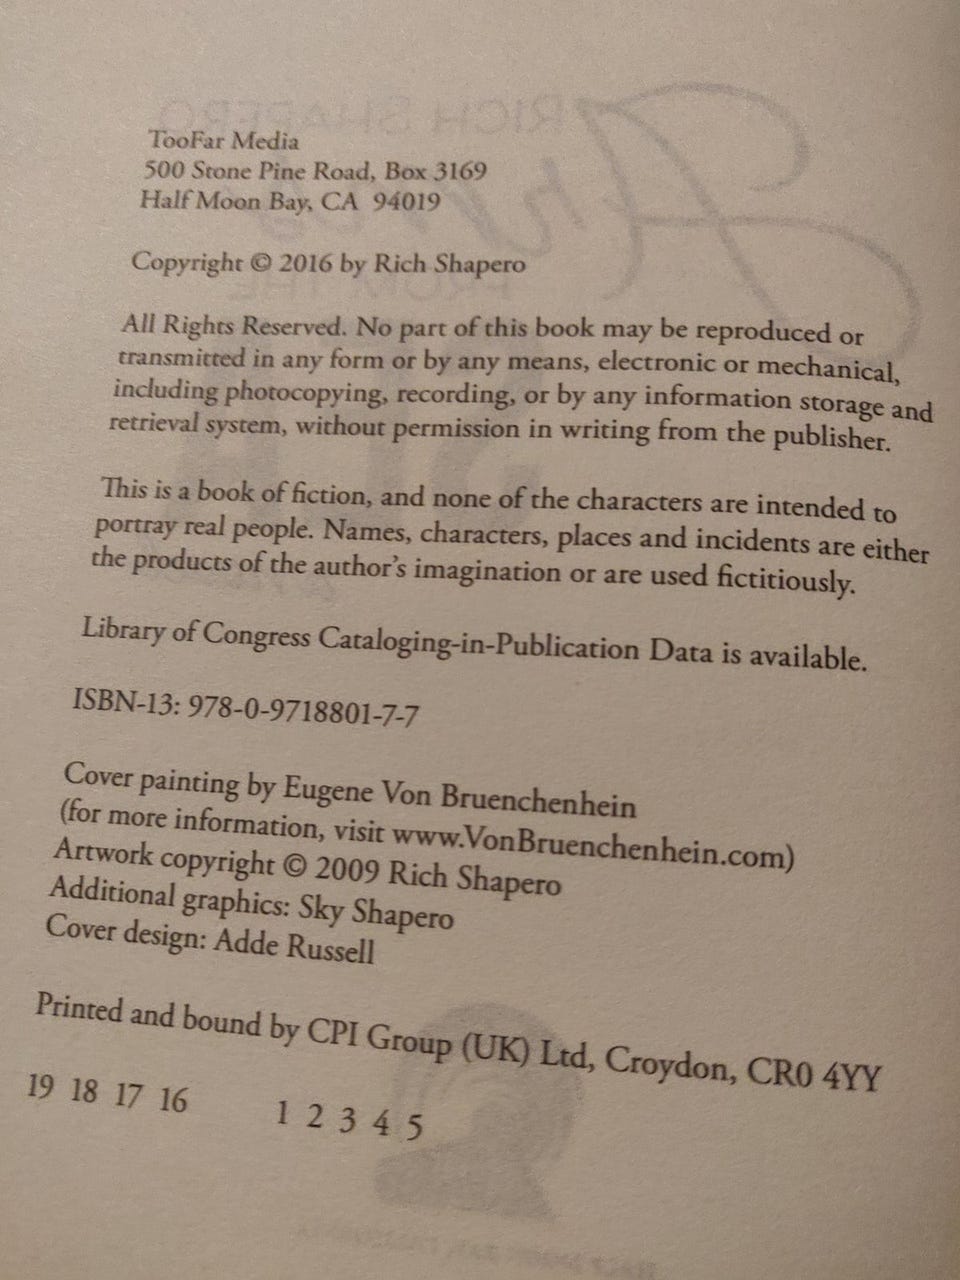 TooFar Media
500 Stone Pine Road, Box 3169
Half Moon Bay, CA 94019
Copyright © 2016 by Rich Shapero
All Rights Reserved. No part of this book may be reproduced or
transmitted in any form or by any means, electronic or mechanical,
including photocopying, recording, or by any information storage and
retrieval system, without permission in writing from the publisher.
This is a book of fiction, and none of the characters are intended to
portray real people. Names, characters, places and incidents are either
the products of the author's imagination or are used fictitiously.
Library of Congress Cataloging-in-Publication Data is available.
ISBN-13: 978-0-9718801-7-7
Cover painting by Eugene Von Bruenchenhein
(for more information, visit www.VonBruenchenhein.com)
Artwork copyright © 2009 Rich Shapero
Additional graphics: Sky Shapero
Cover design: Adde Russell
Printed and bound by CPI Group (UK) Ltd, Croydon, CR0 4YY
19 18 17 16 1 2 3 4 5